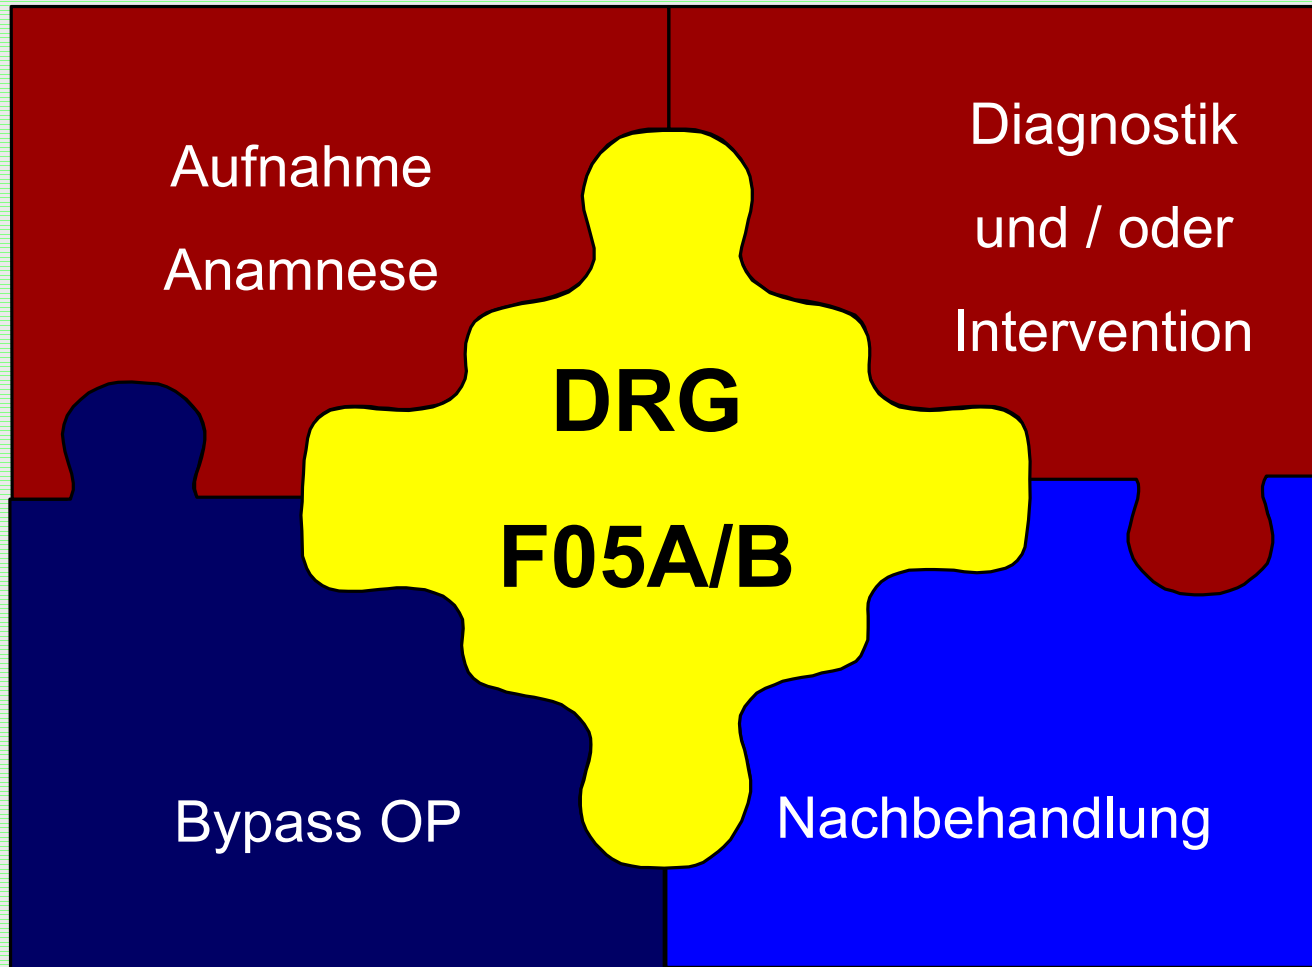 Aufnahme
Anamnese
Diagnostik
und / oder
Intervention
DRG
F05A/B
Bypass OP
Nachbehandlung